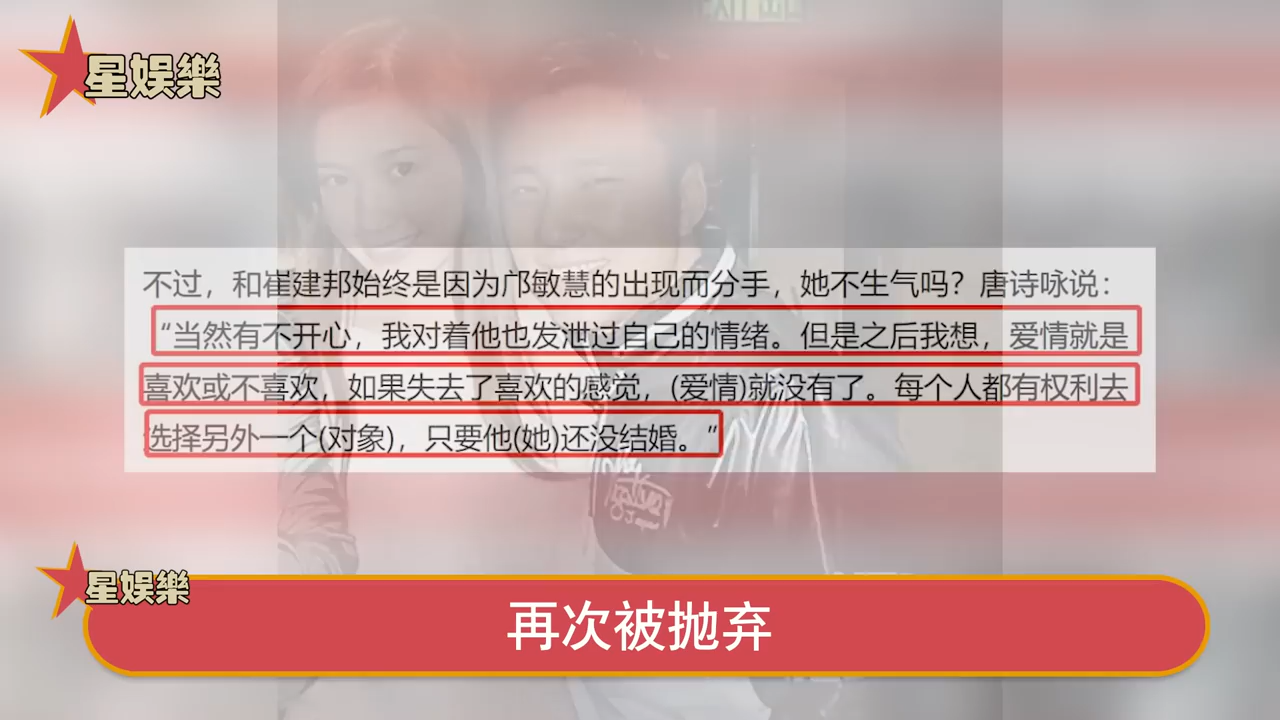 星娱樂
EXIT 出口
不过，和崔建邦始终是因为邝敏慧的出现而分手，她不生气吗？唐诗咏说：
“当然有不开心，我对着他也发泄过自己的情绪。但是之后我想，爱情就是
喜欢或不喜欢，如果失去了喜欢的感觉，(爱情)就没有了。每个人都有权利去
选择另外一个(对象)，只要他(她)还没结婚。”
星娱樂
再次被抛弃